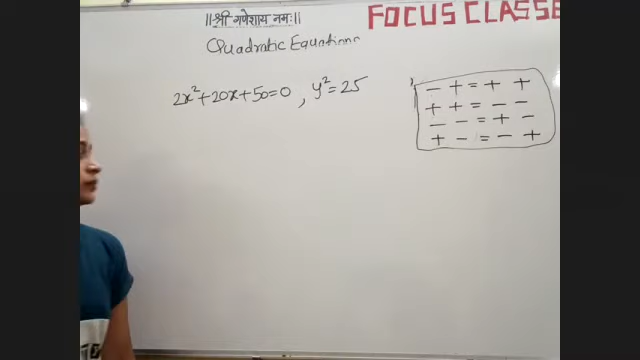 ||श्री गणेशाय नमः||
FOCUS CLASSE
Quadratic Equations
2x²+20x+50=0 , y²=25
- + = + +
+ + = - -
- - = + -
+ - = - +